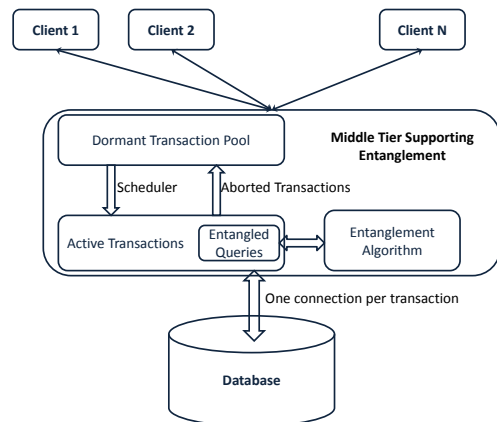 Client 1
Client 2
Client N
Dormant Transaction Pool
Middle Tier Supporting
Entanglement
Scheduler
Aborted Transactions
Active Transactions
Entangled
Queries
Entanglement
Algorithm
One connection per transaction
Database